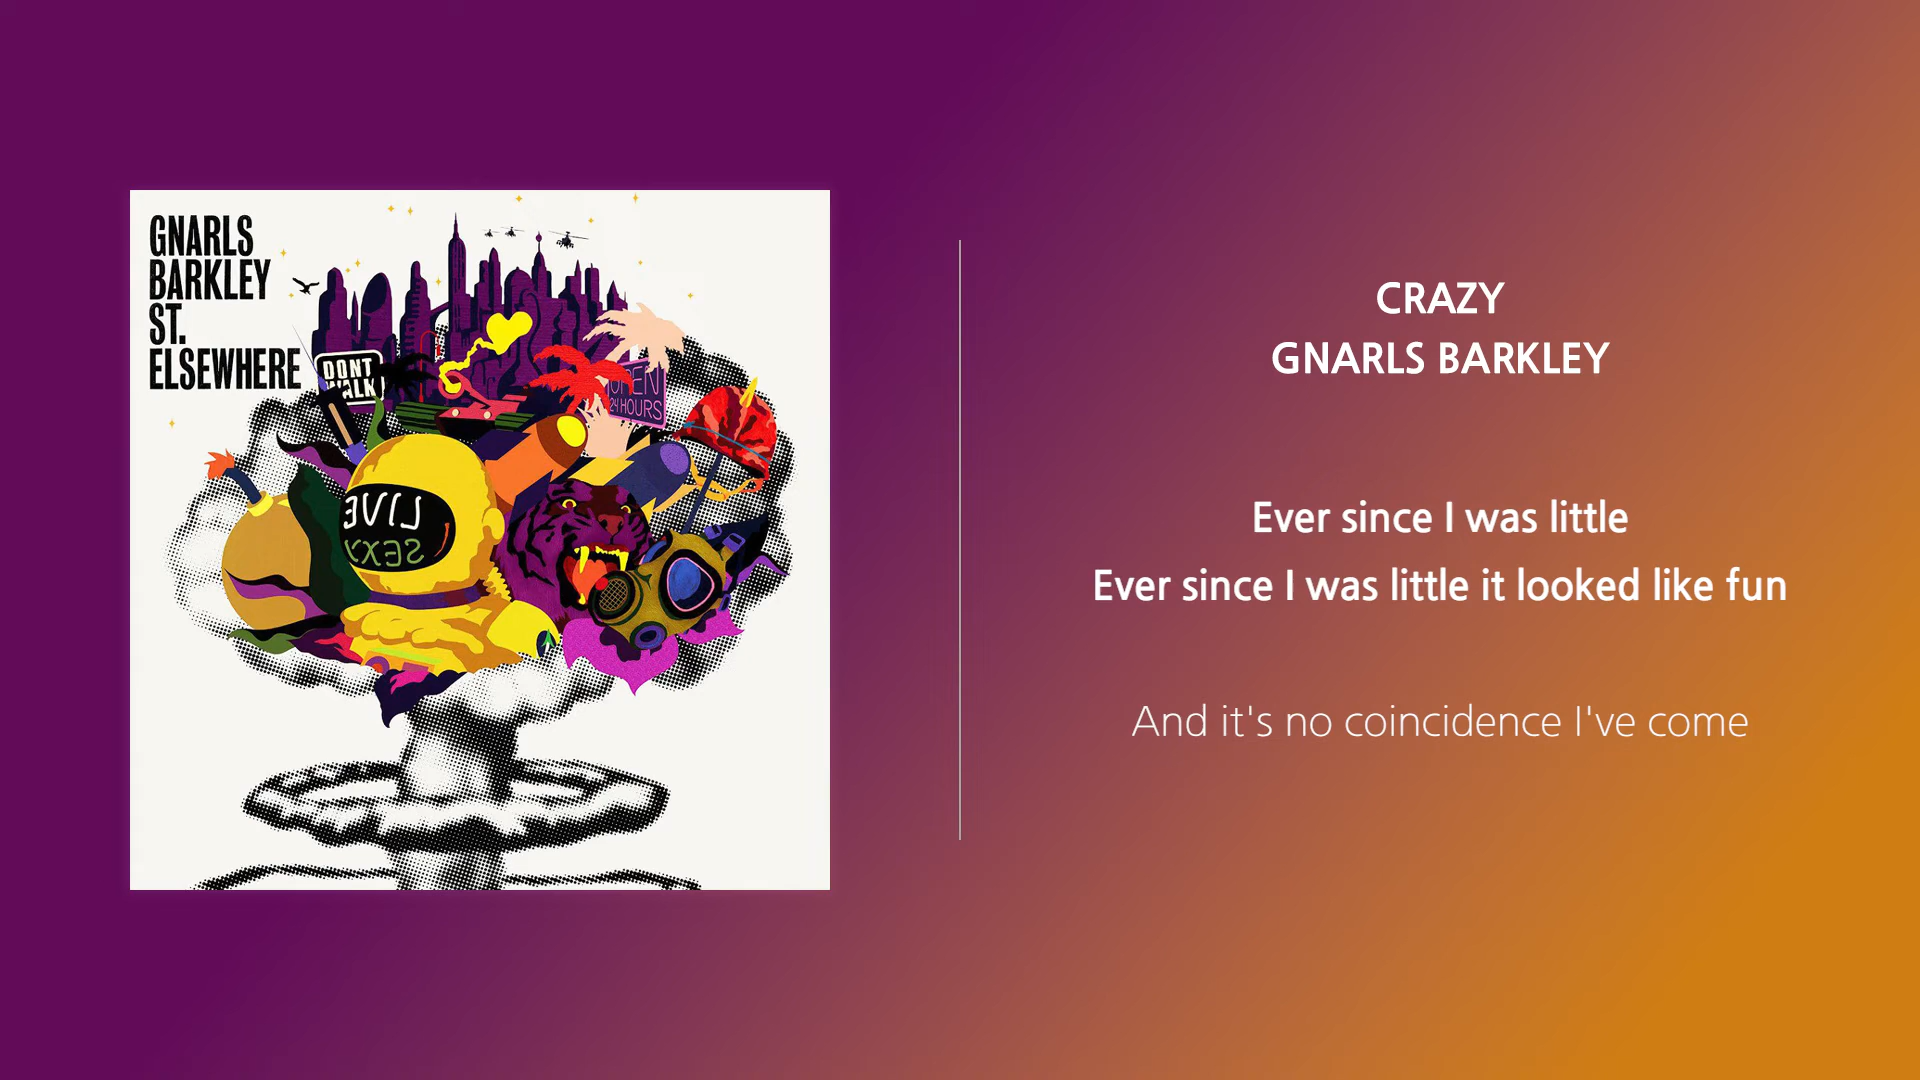 GNARLS
BARKLEY
ST.
ELSEWHERE
DONT
WALK
OPEN
24 HOURS
LIVE
SEXY
CRAZY
GNARLS BARKLEY
Ever since I was little
Ever since I was little it looked like fun
And it's no coincidence I've come